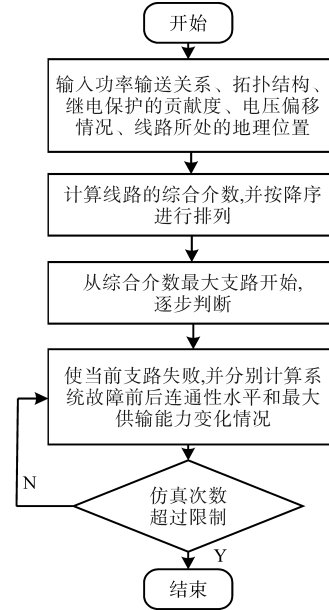 开始
输入功率输送关系、拓扑结构、
继电保护的贡献度、电压偏移
情况、线路所处的地理位置
计算线路的综合介数,并按降序
进行排列
从综合介数最大支路开始,
逐步判断
使当前支路失败,并分别计算系
统故障前后连通性水平和最大
供输能力变化情况
N
仿真次数
超过限制
Y
结束